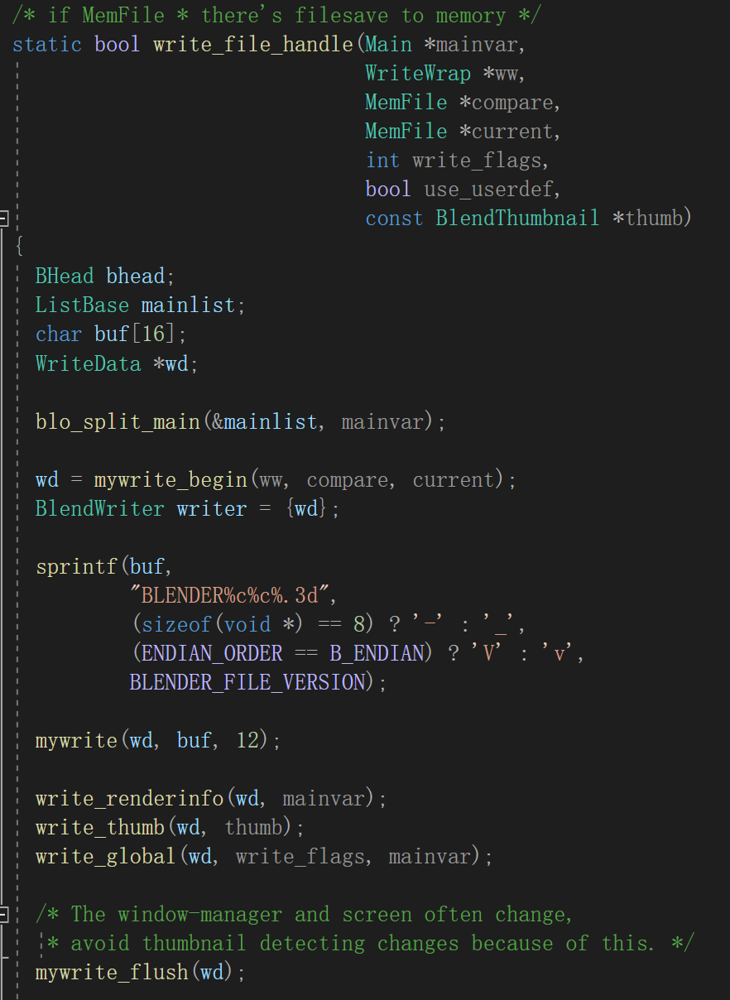 /* if MemFile * there's filesave to memory */
static bool write_file_handle(Main *mainvar,
                              WriteWrap *ww,
                              MemFile *compare,
                              MemFile *current,
                              int write_flags,
                              bool use_userdef,
                              const BlendThumbnail *thumb)
{
  BHead bhead;
  ListBase mainlist;
  char buf[16];
  WriteData *wd;

  blo_split_main(&mainlist, mainvar);

  wd = mywrite_begin(ww, compare, current);
  BlendWriter writer = {wd};

  sprintf(buf,
          "BLENDER%c%c%.3d",
          (sizeof(void *) == 8) ? '-' : '_',
          (ENDIAN_ORDER == B_ENDIAN) ? 'V' : 'v',
          BLENDER_FILE_VERSION);

  mywrite(wd, buf, 12);

  write_renderinfo(wd, mainvar);
  write_thumb(wd, thumb);
  write_global(wd, write_flags, mainvar);

  /* The window-manager and screen often change,
   * avoid thumbnail detecting changes because of this. */
  mywrite_flush(wd);